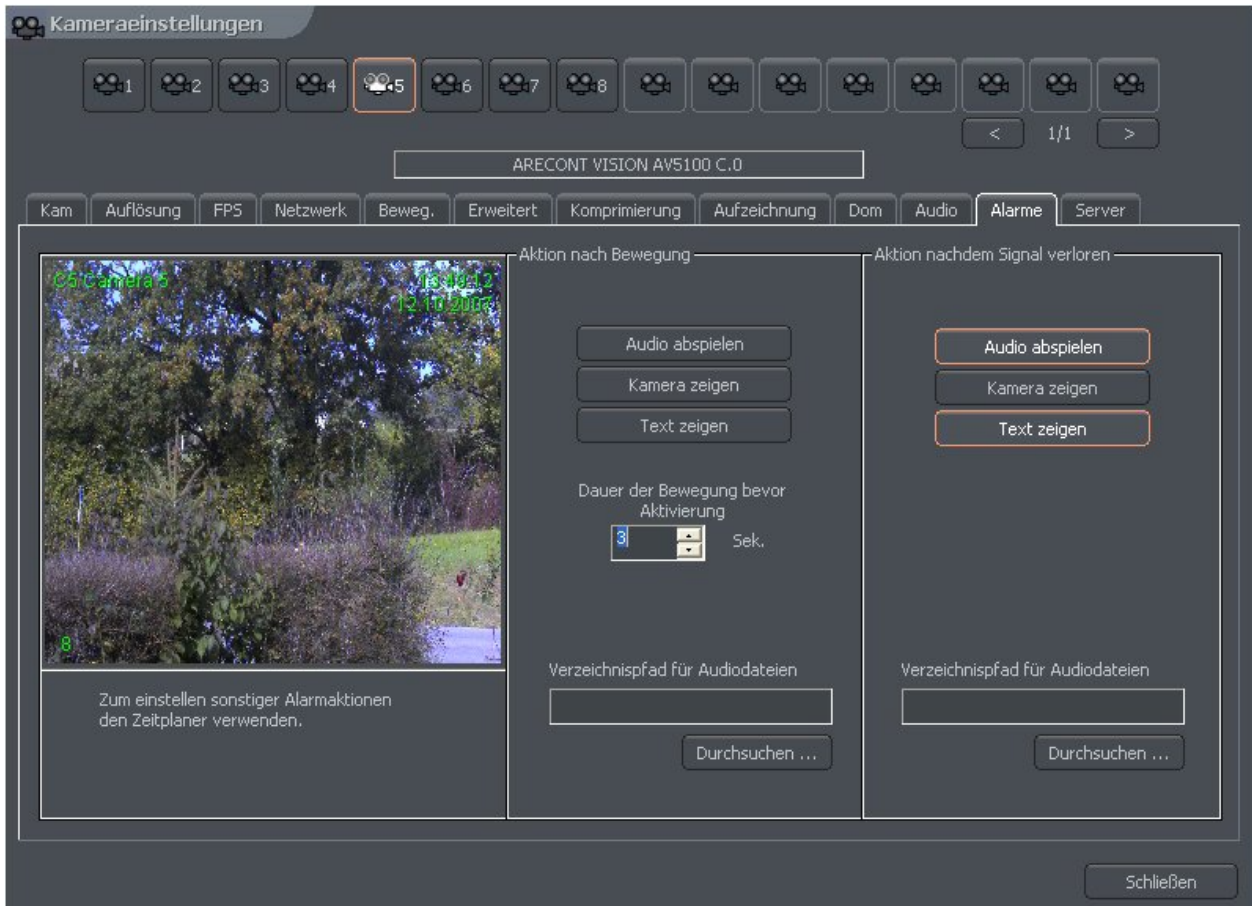 Kameraeinstellungen
1 2 3 4 5 6 7 8
< 1/1 >
ARECONT VISION AV5100 C.0
Kam Auflösung FPS Netzwerk Beweg. Erweitert Komprimierung Aufzeichnung Dom Audio Alarme Server
C5 Camera 5
13:49:12
12.10.2007
8
Zum einstellen sonstiger Alarmaktionen
den Zeitplaner verwenden.
Aktion nach Bewegung
Audio abspielen
Kamera zeigen
Text zeigen
Dauer der Bewegung bevor
Aktivierung
3 Sek.
Verzeichnispfad für Audiodateien
Durchsuchen ...
Aktion nachdem Signal verloren
Audio abspielen
Kamera zeigen
Text zeigen
Verzeichnispfad für Audiodateien
Durchsuchen ...
Schließen